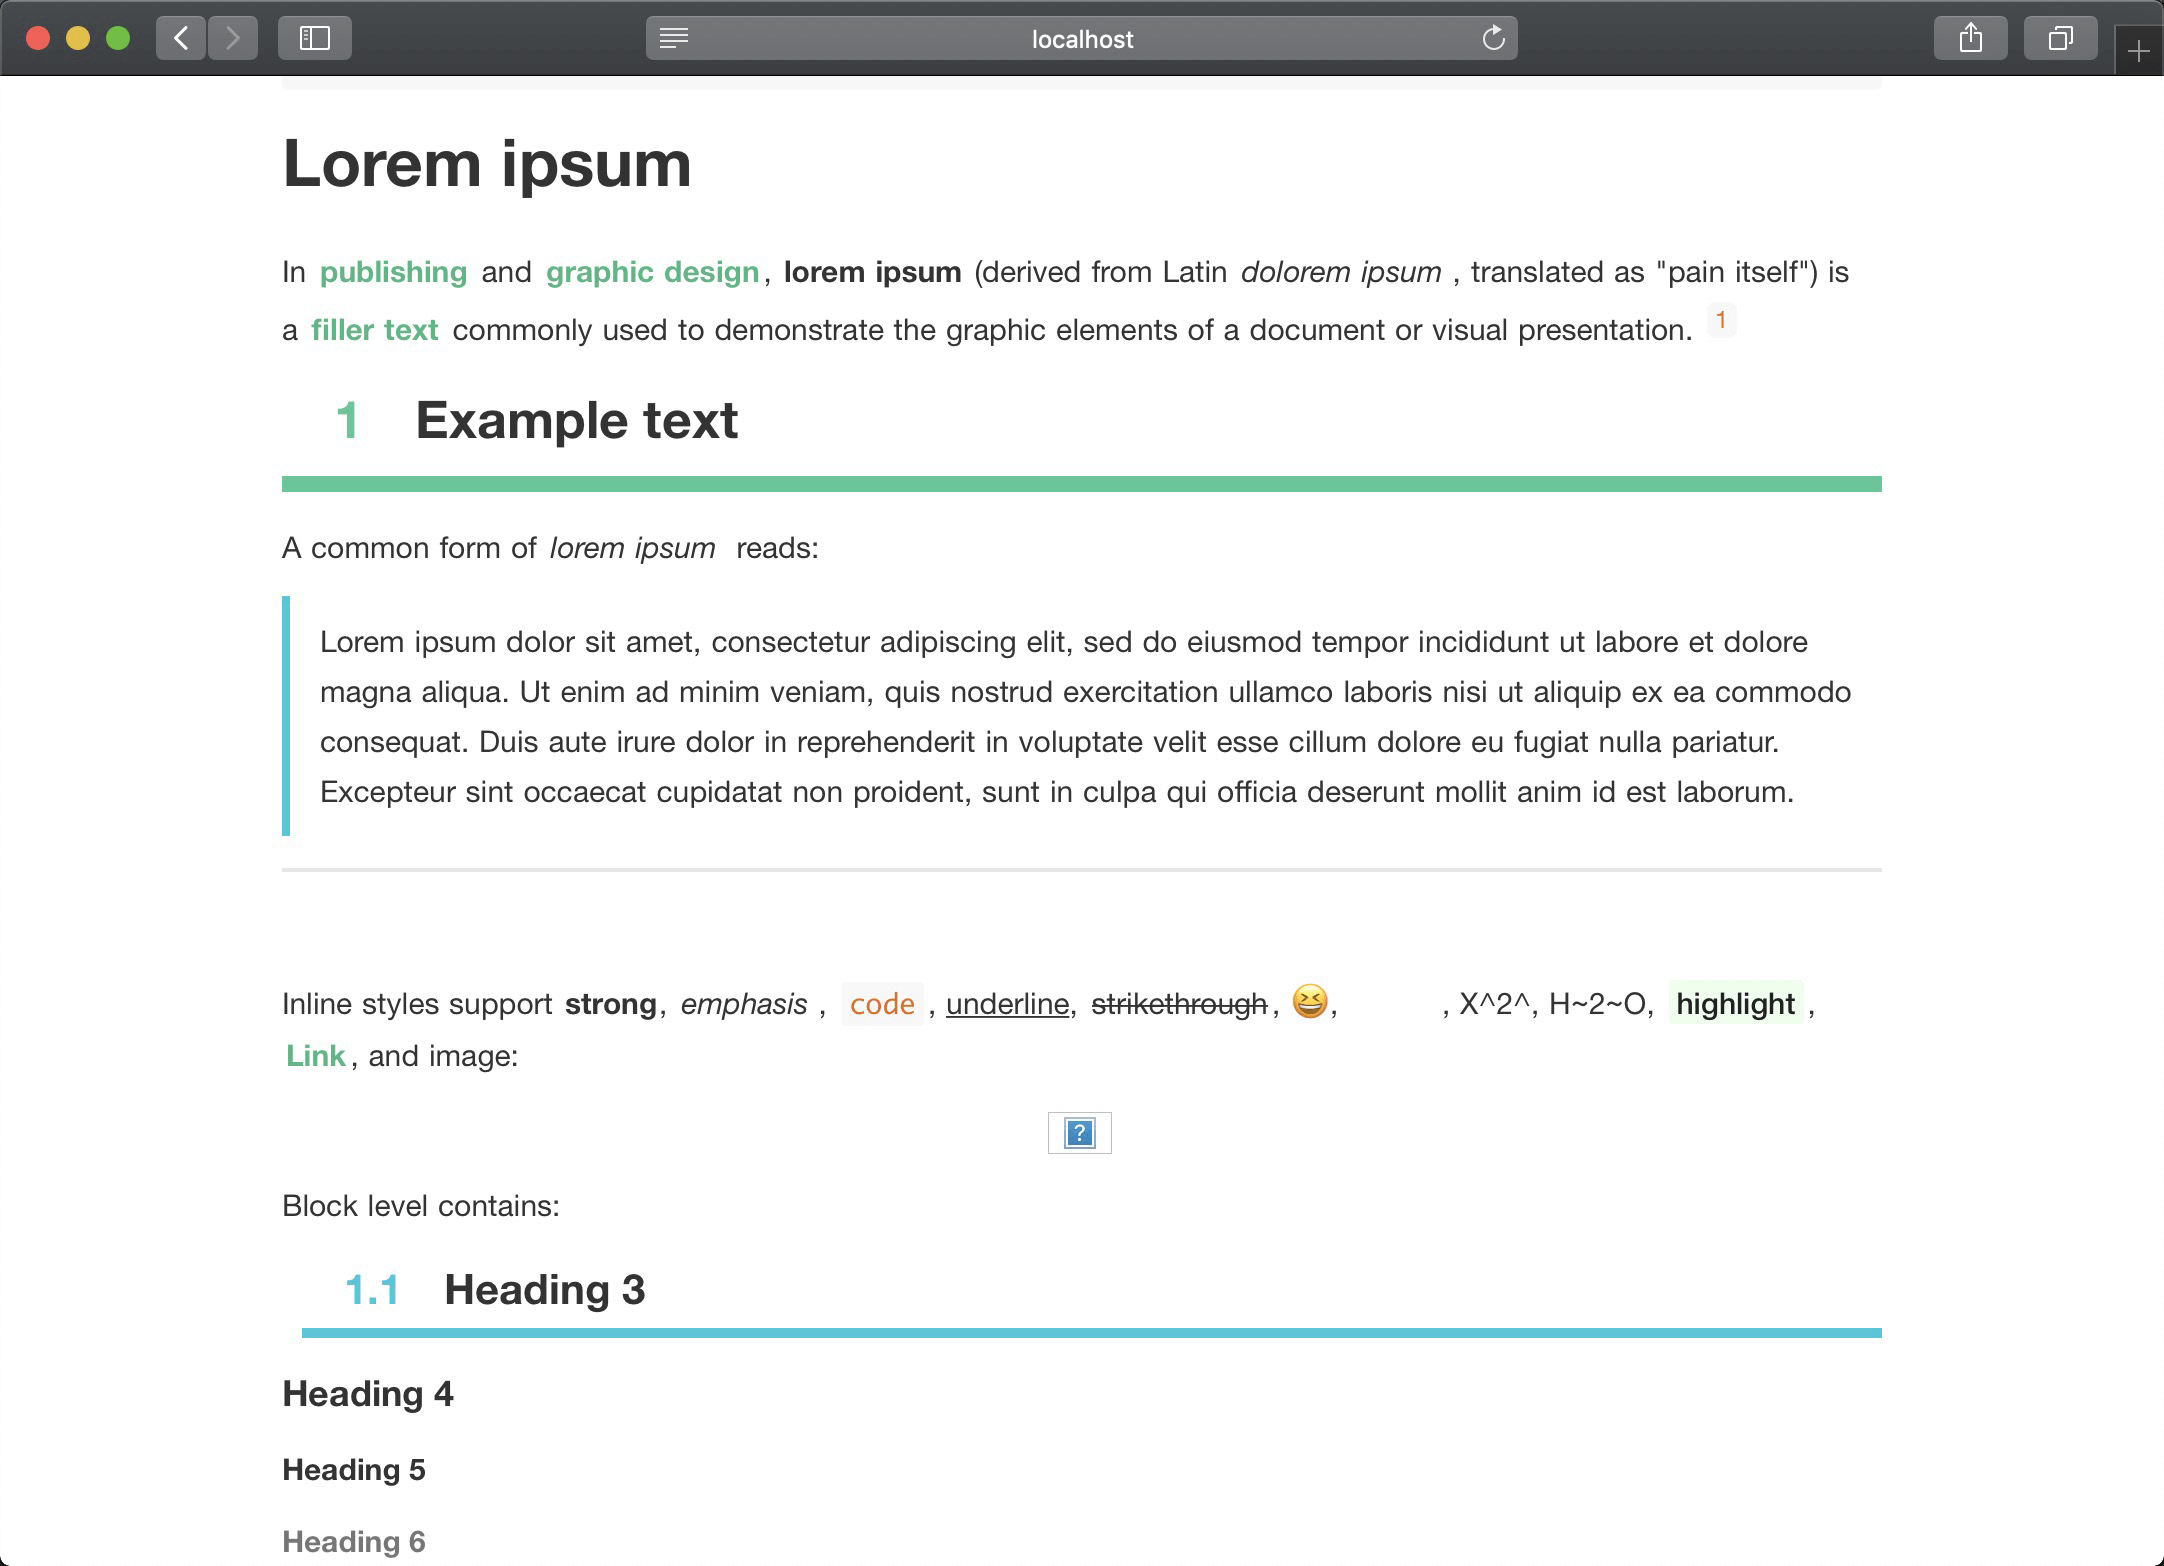 localhost
Lorem ipsum
In publishing and graphic design, lorem ipsum (derived from Latin dolorem ipsum , translated as "pain itself") is
a filler text commonly used to demonstrate the graphic elements of a document or visual presentation. 1
1 Example text
A common form of lorem ipsum reads:
Lorem ipsum dolor sit amet, consectetur adipiscing elit, sed do eiusmod tempor incididunt ut labore et dolore
magna aliqua. Ut enim ad minim veniam, quis nostrud exercitation ullamco laboris nisi ut aliquip ex ea commodo
consequat. Duis aute irure dolor in reprehenderit in voluptate velit esse cillum dolore eu fugiat nulla pariatur.
Excepteur sint occaecat cupidatat non proident, sunt in culpa qui officia deserunt mollit anim id est laborum.
Inline styles support strong, emphasis , code , underline, strikethrough, 😆, , X^2^, H~2~O, highlight ,
Link, and image:
Block level contains:
1.1 Heading 3
Heading 4
Heading 5
Heading 6